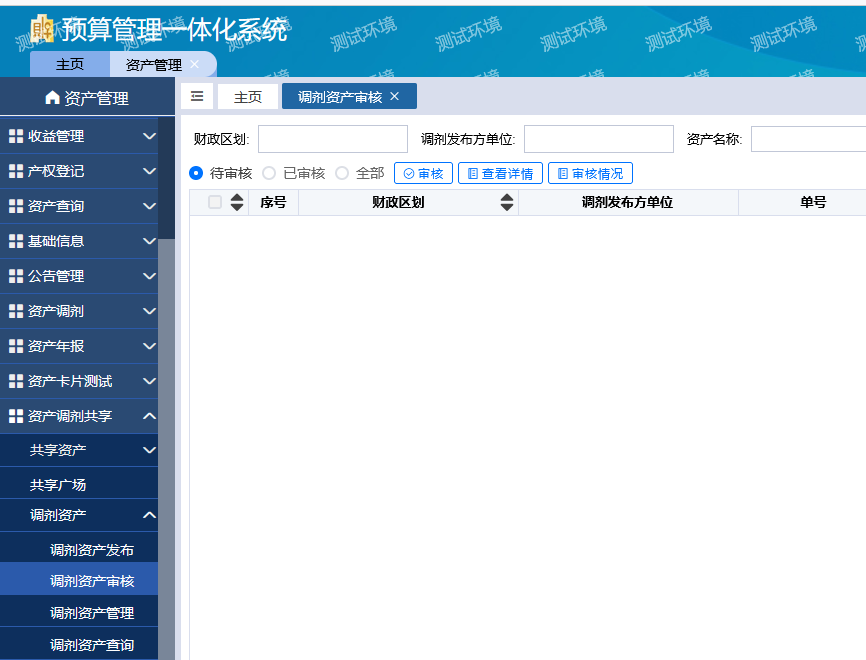 预算管理一体化系统
测试环境 测试环境 测试环境 测试环境 测试环境 测试环境 测试环境
主页 资产管理 ×
资产管理
主页 调剂资产审核 ×
收益管理
产权登记
资产查询
基础信息
公告管理
资产调剂
资产年报
资产卡片测试
资产调剂共享
共享资产
共享广场
调剂资产
调剂资产发布
调剂资产审核
调剂资产管理
调剂资产查询
财政区划: 调剂发布方单位: 资产名称:
待审核 已审核 全部 审核 查看详情 审核情况
序号 财政区划 调剂发布方单位 单号